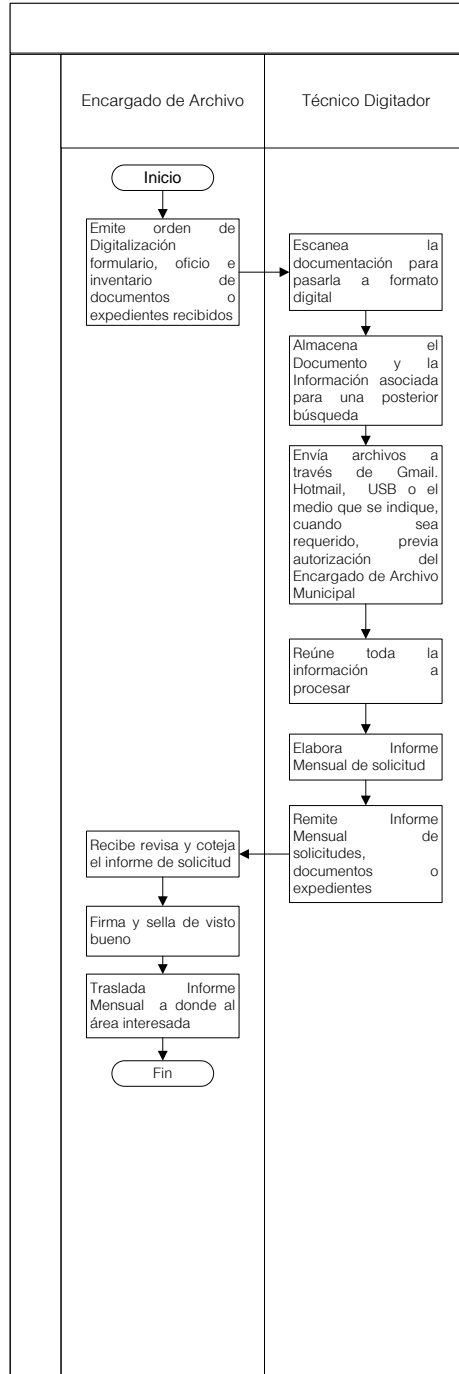 Encargado de Archivo
Técnico Digitador
Inicio
Emite orden de
Digitalización
formulario, oficio e
inventario de
documentos o
expedientes recibidos
Escanea la
documentación para
pasarla a formato
digital
Almacena el
Documento y la
Información asociada
para una posterior
búsqueda
Envía archivos a
través de Gmail.
Hotmail, USB o el
medio que se indique,
cuando sea
requerido, previa
autorización del
Encargado de Archivo
Municipal
Reúne toda la
información a
procesar
Elabora Informe
Mensual de solicitud
Remite Informe
Mensual de
solicitudes,
documentos o
expedientes
Recibe revisa y coteja
el informe de solicitud
Firma y sella de visto
bueno
Traslada Informe
Mensual a donde al
área interesada
Fin